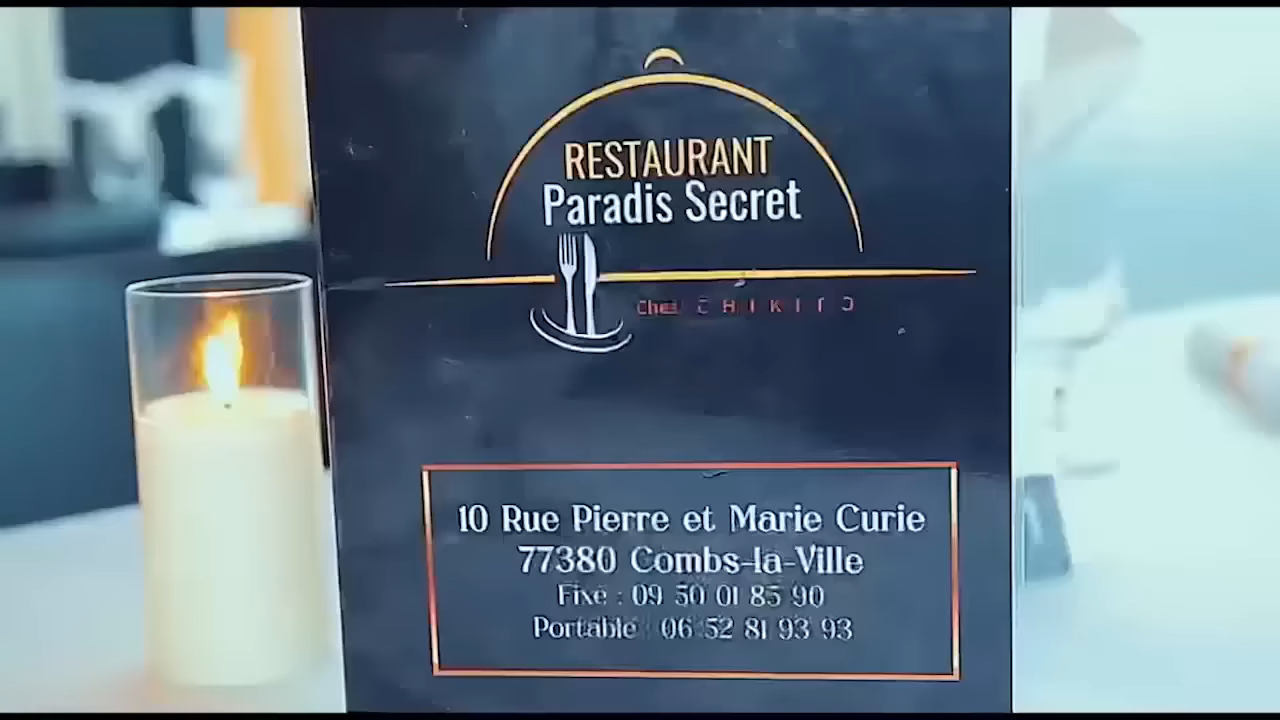 RESTAURANT
Paradis Secret
Chez CHIKITO
10 Rue Pierre et Marie Curie
77380 Combs-la-Ville
Fixe : 09 50 01 85 90
Portable : 06 52 81 93 93